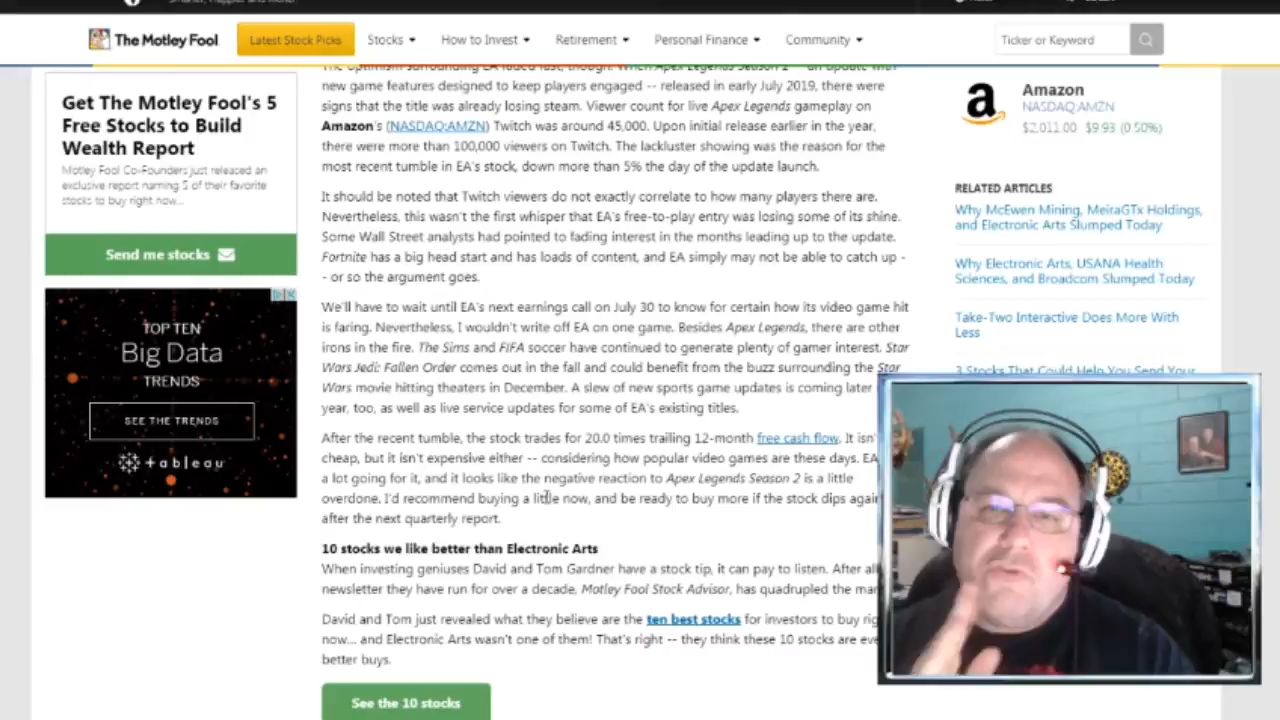 The Motley Fool
Latest Stock Picks
Stocks
How to Invest
Retirement
Personal Finance
Community
Ticker or Keyword
Get The Motley Fool's 5
Free Stocks to Build
Wealth Report
Motley Fool Co-Founders just released an
exclusive report naming 5 of their favorite
stocks to buy right now...
Send me stocks
TOP TEN
Big Data
TRENDS
SEE THE TRENDS
+ableau
The optimism surrounding EA faded fast, though. When Apex Legends Season 2 -- an update with
new game features designed to keep players engaged -- released in early July 2019, there were
signs that the title was already losing steam. Viewer count for live Apex Legends gameplay on
Amazon's (NASDAQ:AMZN) Twitch was around 45,000. Upon initial release earlier in the year,
there were more than 100,000 viewers on Twitch. The lackluster showing was the reason for the
most recent tumble in EA's stock, down more than 5% the day of the update launch.
It should be noted that Twitch viewers do not exactly correlate to how many players there are.
Nevertheless, this wasn't the first whisper that EA's free-to-play entry was losing some of its shine.
Some Wall Street analysts had pointed to fading interest in the months leading up to the update.
Fortnite has a big head start and has loads of content, and EA simply may not be able to catch up -
- or so the argument goes.
We'll have to wait until EA's next earnings call on July 30 to know for certain how its video game hit
is faring. Nevertheless, I wouldn't write off EA on one game. Besides Apex Legends, there are other
irons in the fire. The Sims and FIFA soccer have continued to generate plenty of gamer interest. Star
Wars Jedi: Fallen Order comes out in the fall and could benefit from the buzz surrounding the Star
Wars movie hitting theaters in December. A slew of new sports game updates is coming later
year, too, as well as live service updates for some of EA's existing titles.
After the recent tumble, the stock trades for 20.0 times trailing 12-month free cash flow. It isn'
cheap, but it isn't expensive either -- considering how popular video games are these days. EA
a lot going for it, and it looks like the negative reaction to Apex Legends Season 2 is a little
overdone. I'd recommend buying a little now, and be ready to buy more if the stock dips again
after the next quarterly report.
10 stocks we like better than Electronic Arts
When investing geniuses David and Tom Gardner have a stock tip, it can pay to listen. After all
newsletter they have run for over a decade, Motley Fool Stock Advisor, has quadrupled the mar
David and Tom just revealed what they believe are the ten best stocks for investors to buy rig
now... and Electronic Arts wasn't one of them! That's right -- they think these 10 stocks are eve
better buys.
See the 10 stocks
Amazon
NASDAQ:AMZN
$2,011.00 $9.93 (0.50%)
RELATED ARTICLES
Why McEwen Mining, MeiraGTx Holdings,
and Electronic Arts Slumped Today
Why Electronic Arts, USANA Health
Sciences, and Broadcom Slumped Today
Take-Two Interactive Does More With
Less
3 Stocks That Could Help You Send Your